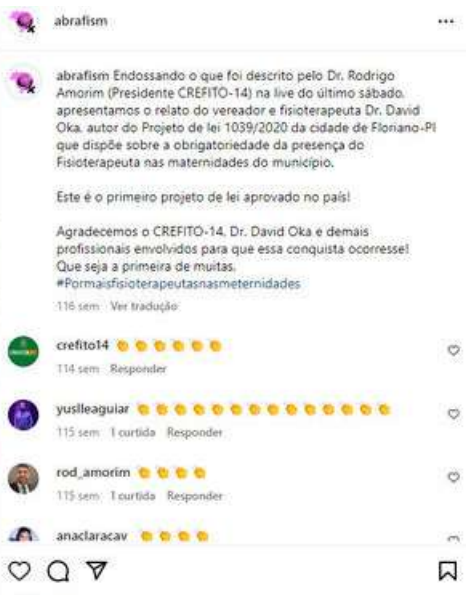 abrafism
abrafism Endossando o que foi descrito pelo Dr. Rodrigo
Amorim (Presidente CREFITO-14) na live do último sábado,
apresentamos o relato do vereador e fisioterapeuta Dr. David
Oka, autor do Projeto de lei 1039/2020 da cidade de Floriano-PI
que dispõe sobre a obrigatoriedade da presença do
Fisioterapeuta nas maternidades do município.
Este é o primeiro projeto de lei aprovado no país!
Agradecemos o CREFITO-14, Dr. David Oka e demais
profissionais envolvidos para que essa conquista ocorresse!
Que seja a primeira de muitas.
#Pormaisfisioterapeutasnasmeternidades
116 sem Ver tradução
crefito14 👏👏👏👏👏👏
114 sem Responder
yuslleaguiar 👏👏👏👏👏👏👏👏👏👏👏👏👏👏
115 sem 1 curtida Responder
rod_amorim 👏👏👏👏
115 sem 1 curtida Responder
anaclaracav 👏👏👏👏